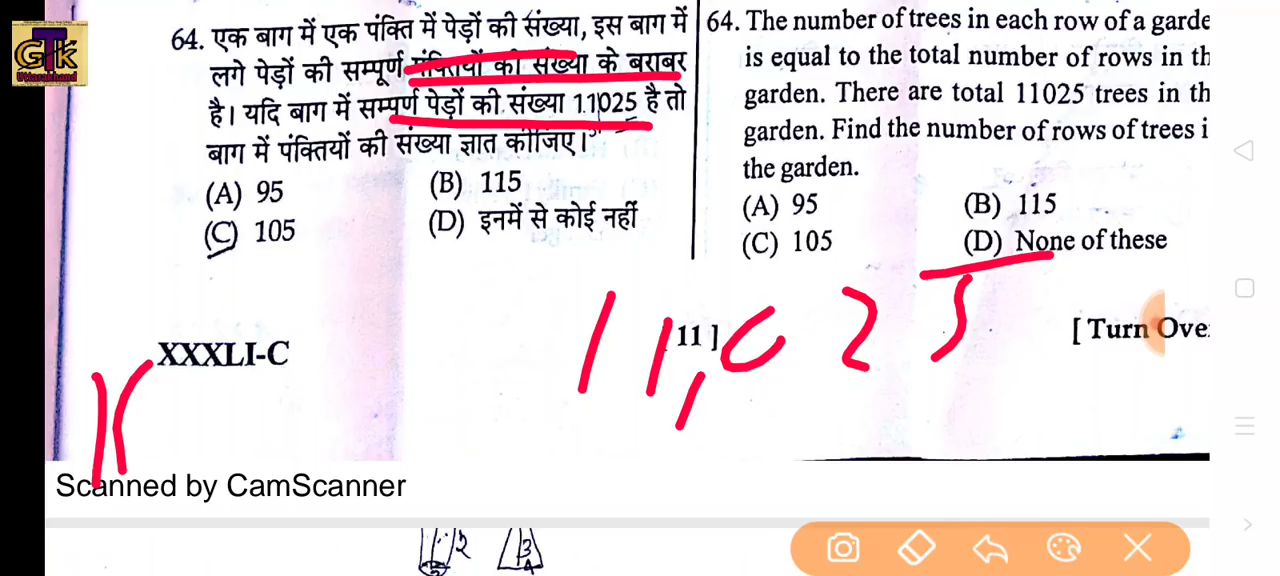 GTK
Uttarakhand
64. एक बाग में एक पंक्ति में पेड़ों की संख्या, इस बाग में
लगे पेड़ों की सम्पूर्ण पंक्तियों की संख्या के बराबर
है। यदि बाग में सम्पूर्ण पेड़ों की संख्या 11025 है तो
बाग में पंक्तियों की संख्या ज्ञात कीजिए।
(A) 95 (B) 115
(C) 105 (D) इनमें से कोई नहीं
64. The number of trees in each row of a garde
is equal to the total number of rows in th
garden. There are total 11025 trees in th
garden. Find the number of rows of trees i
the garden.
(A) 95 (B) 115
(C) 105 (D) None of these
11,025
XXXLI-C [11] [ Turn Ove
Scanned by CamScanner